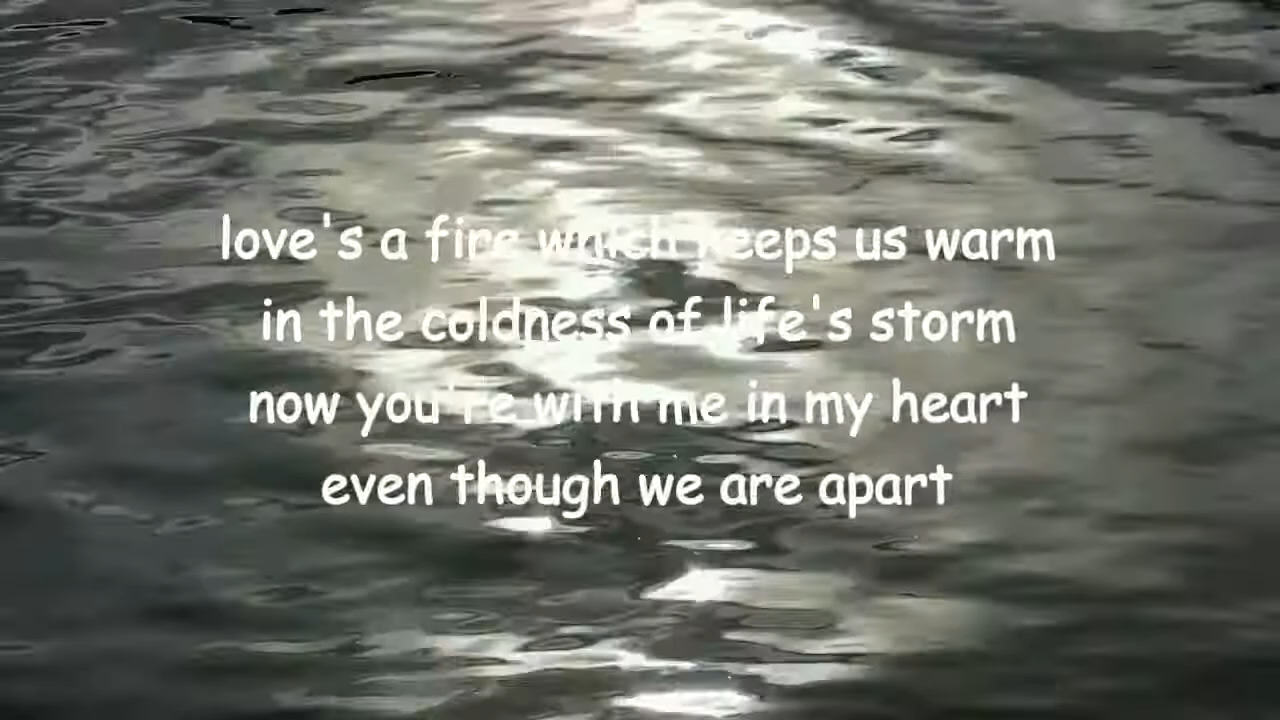 love's a fire which keeps us warm
in the coldness of life's storm
now you're with me in my heart
even though we are apart